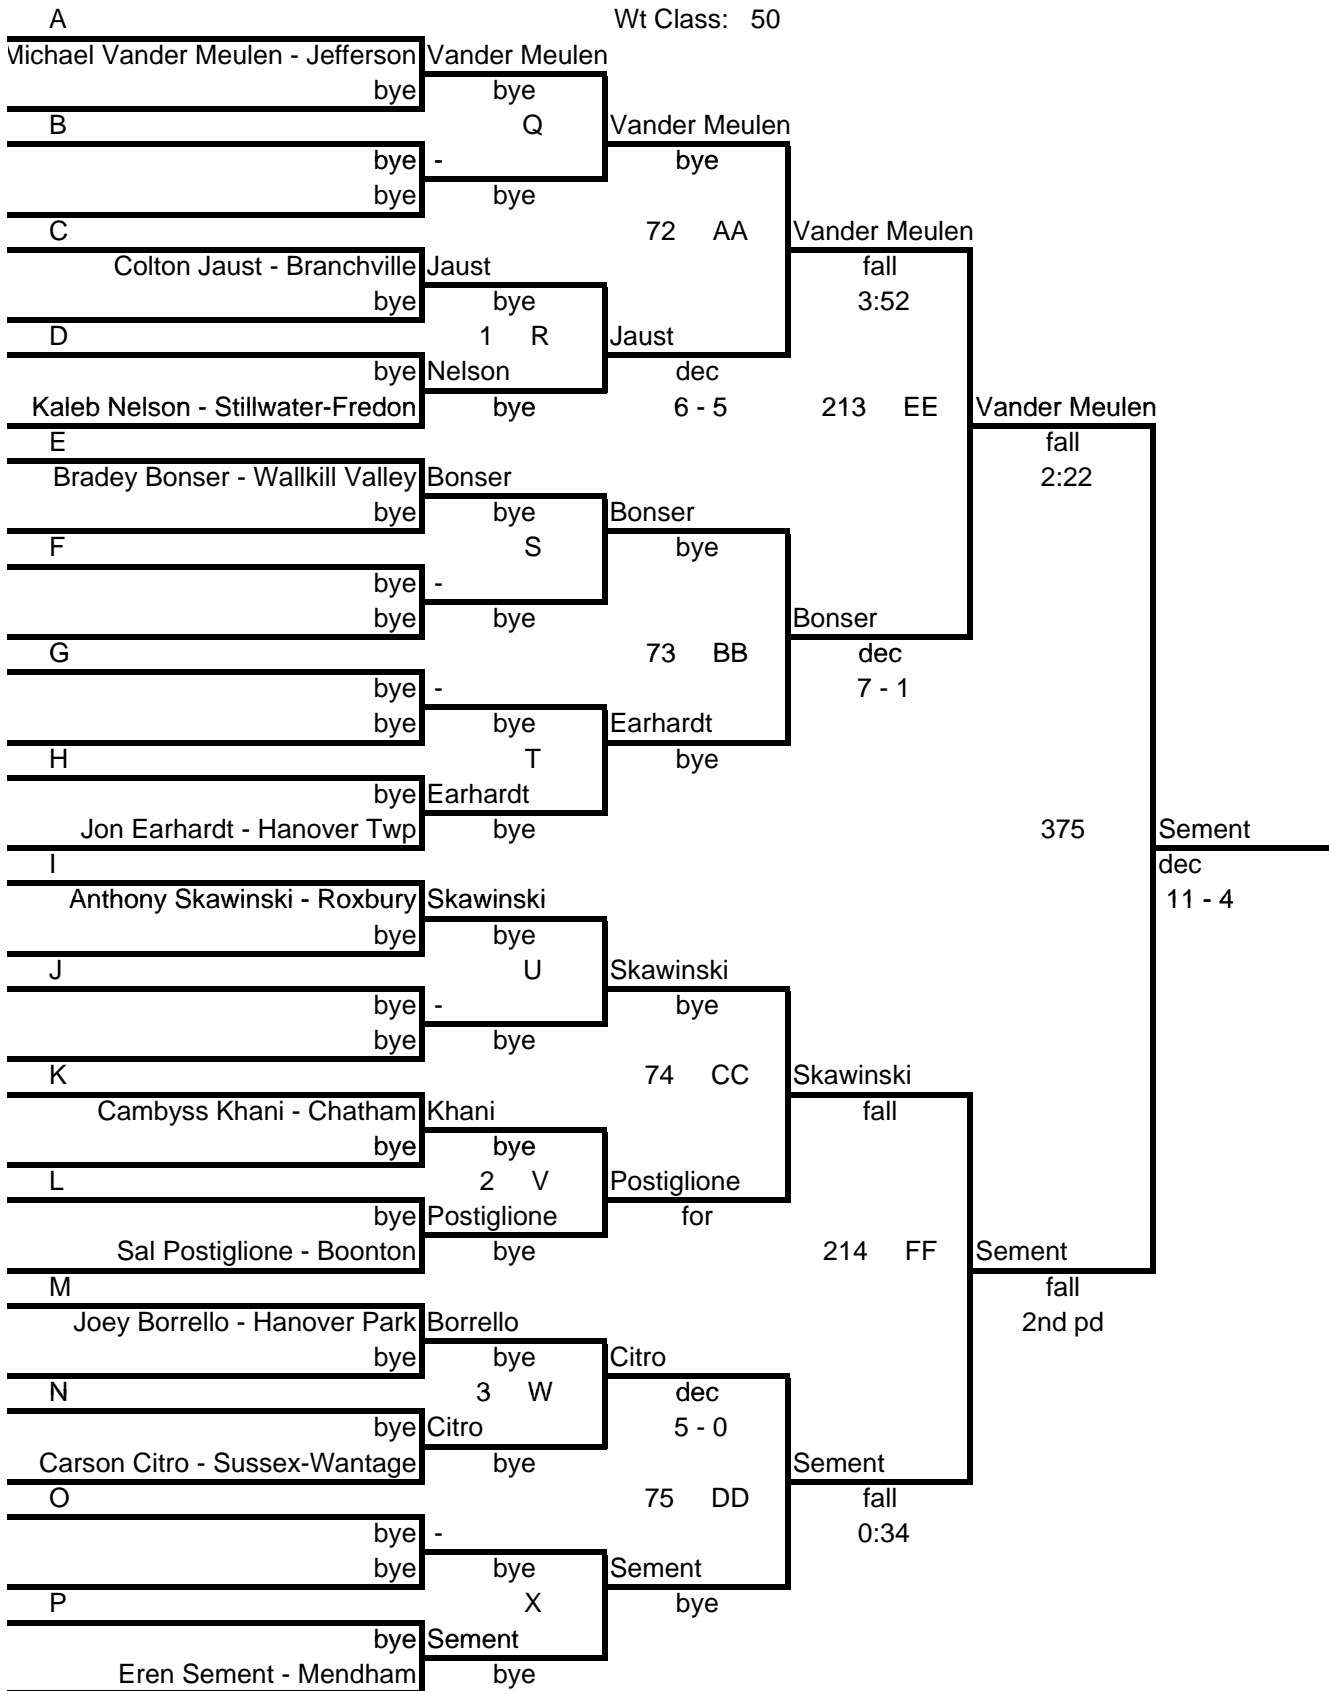 A Wt Class: 50
Michael Vander Meulen - Jefferson Vander Meulen
bye bye
B Q Vander Meulen
bye - bye
bye bye
C 72 AA Vander Meulen
Colton Jaust - Branchville Jaust fall
bye bye 3:52
D 1 R Jaust
bye Nelson dec
Kaleb Nelson - Stillwater-Fredon bye 6 - 5 213 EE Vander Meulen
E fall
Bradey Bonser - Wallkill Valley Bonser 2:22
bye bye Bonser
F S bye
bye -
bye bye Bonser
G 73 BB dec
bye - 7 - 1
bye bye Earhardt
H T bye
bye Earhardt
Jon Earhardt - Hanover Twp bye 375 Sement
I dec
Anthony Skawinski - Roxbury Skawinski 11 - 4
bye bye
J U Skawinski
bye - bye
bye bye
K 74 CC Skawinski
Cambyss Khani - Chatham Khani fall
bye bye
L 2 V Postiglione
bye Postiglione for
Sal Postiglione - Boonton bye 214 FF Sement
M fall
Joey Borrello - Hanover Park Borrello 2nd pd
bye bye Citro
N 3 W dec
bye Citro 5 - 0
Carson Citro - Sussex-Wantage bye Sement
O 75 DD fall
bye - 0:34
bye bye Sement
P X bye
bye Sement
Eren Sement - Mendham bye